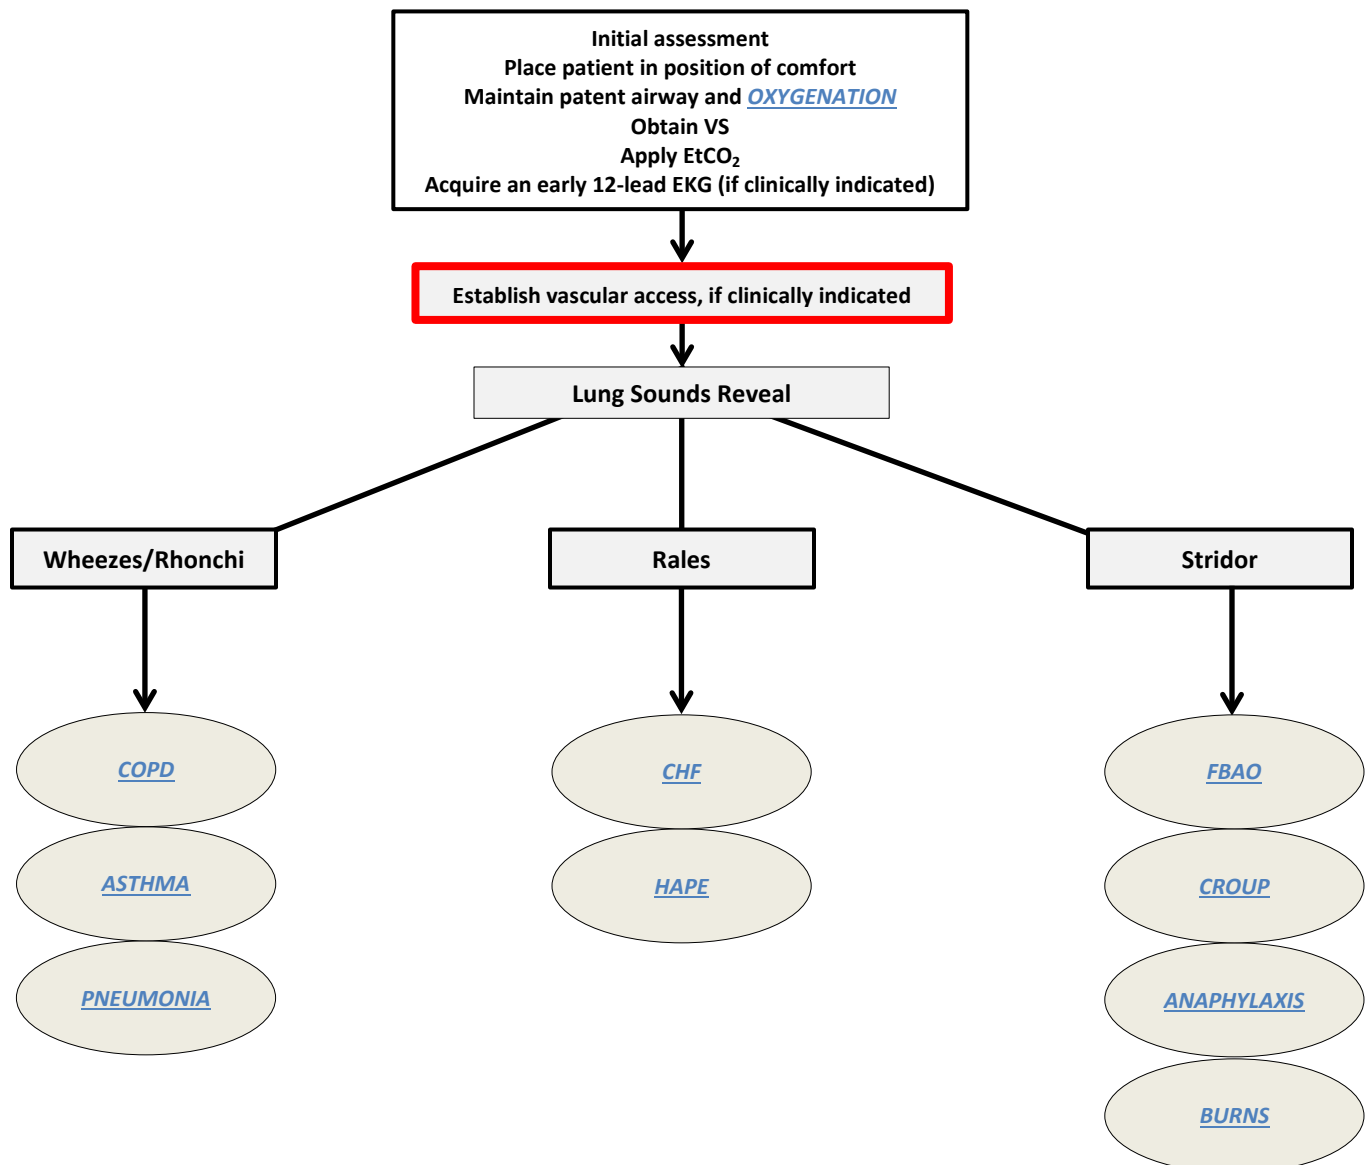 Initial assessment
Place patient in position of comfort
Maintain patent airway and OXYGENATION
Obtain VS
Apply EtCO₂
Acquire an early 12-lead EKG (if clinically indicated)
Establish vascular access, if clinically indicated
Lung Sounds Reveal
Wheezes/Rhonchi
Rales
Stridor
COPD
ASTHMA
PNEUMONIA
CHF
HAPE
FBAO
CROUP
ANAPHYLAXIS
BURNS